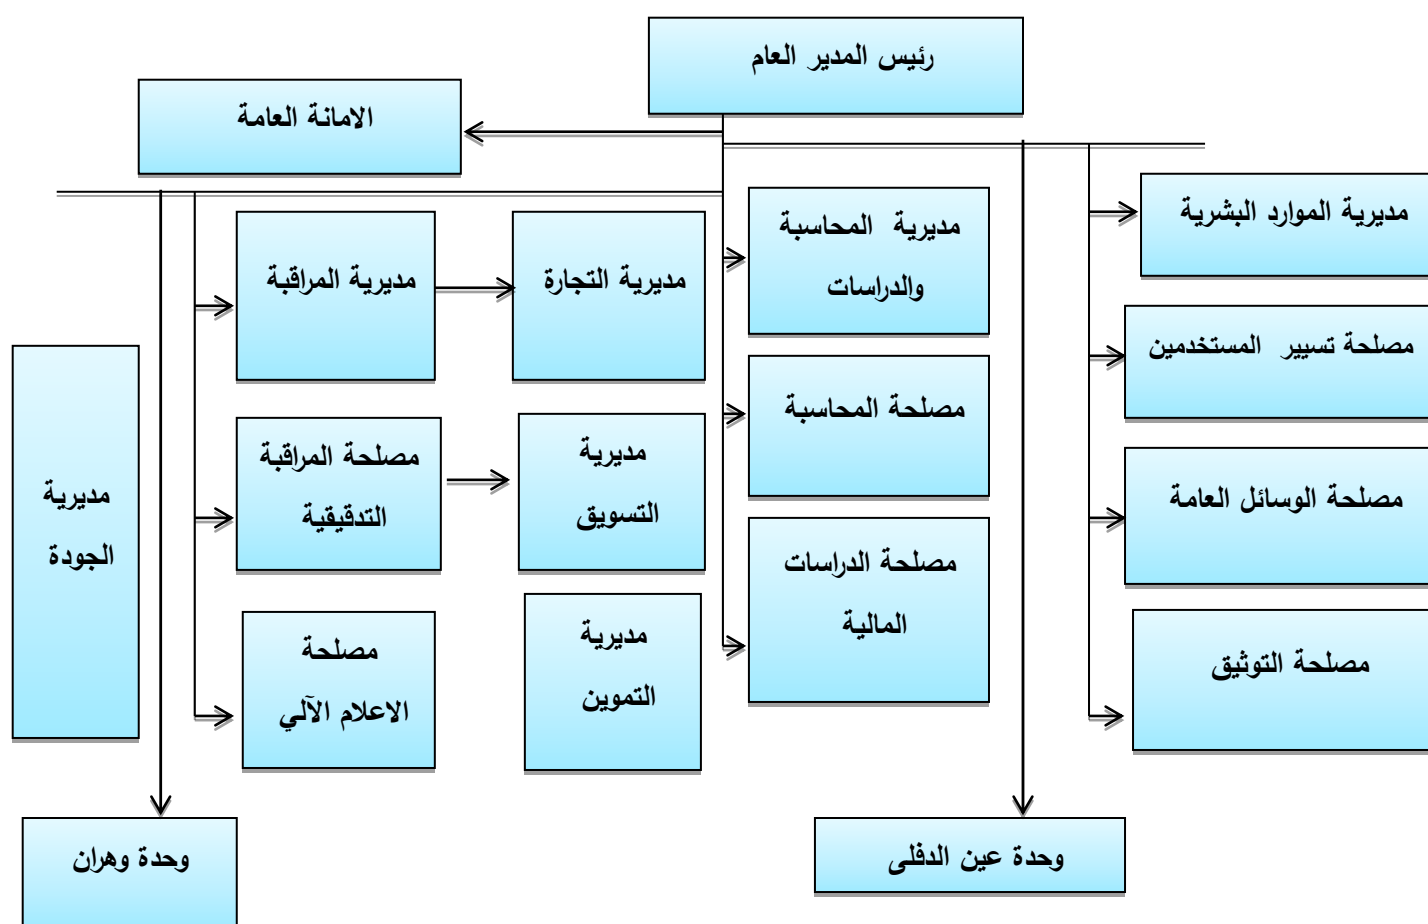 رئيس المدير العام
الامانة العامة
مديرية الموارد البشرية
مديرية المحاسبة
والدراسات
مديرية التجارة
مديرية المراقبة
مصلحة تسيير المستخدمين
مصلحة المحاسبة
مديرية
التسويق
مصلحة المراقبة
التدقيقية
مديرية
الجودة
مصلحة الوسائل العامة
مصلحة الدراسات
المالية
مديرية
التموين
مصلحة
الاعلام الآلي
مصلحة التوثيق
وحدة عين الدفلى
وحدة وهران